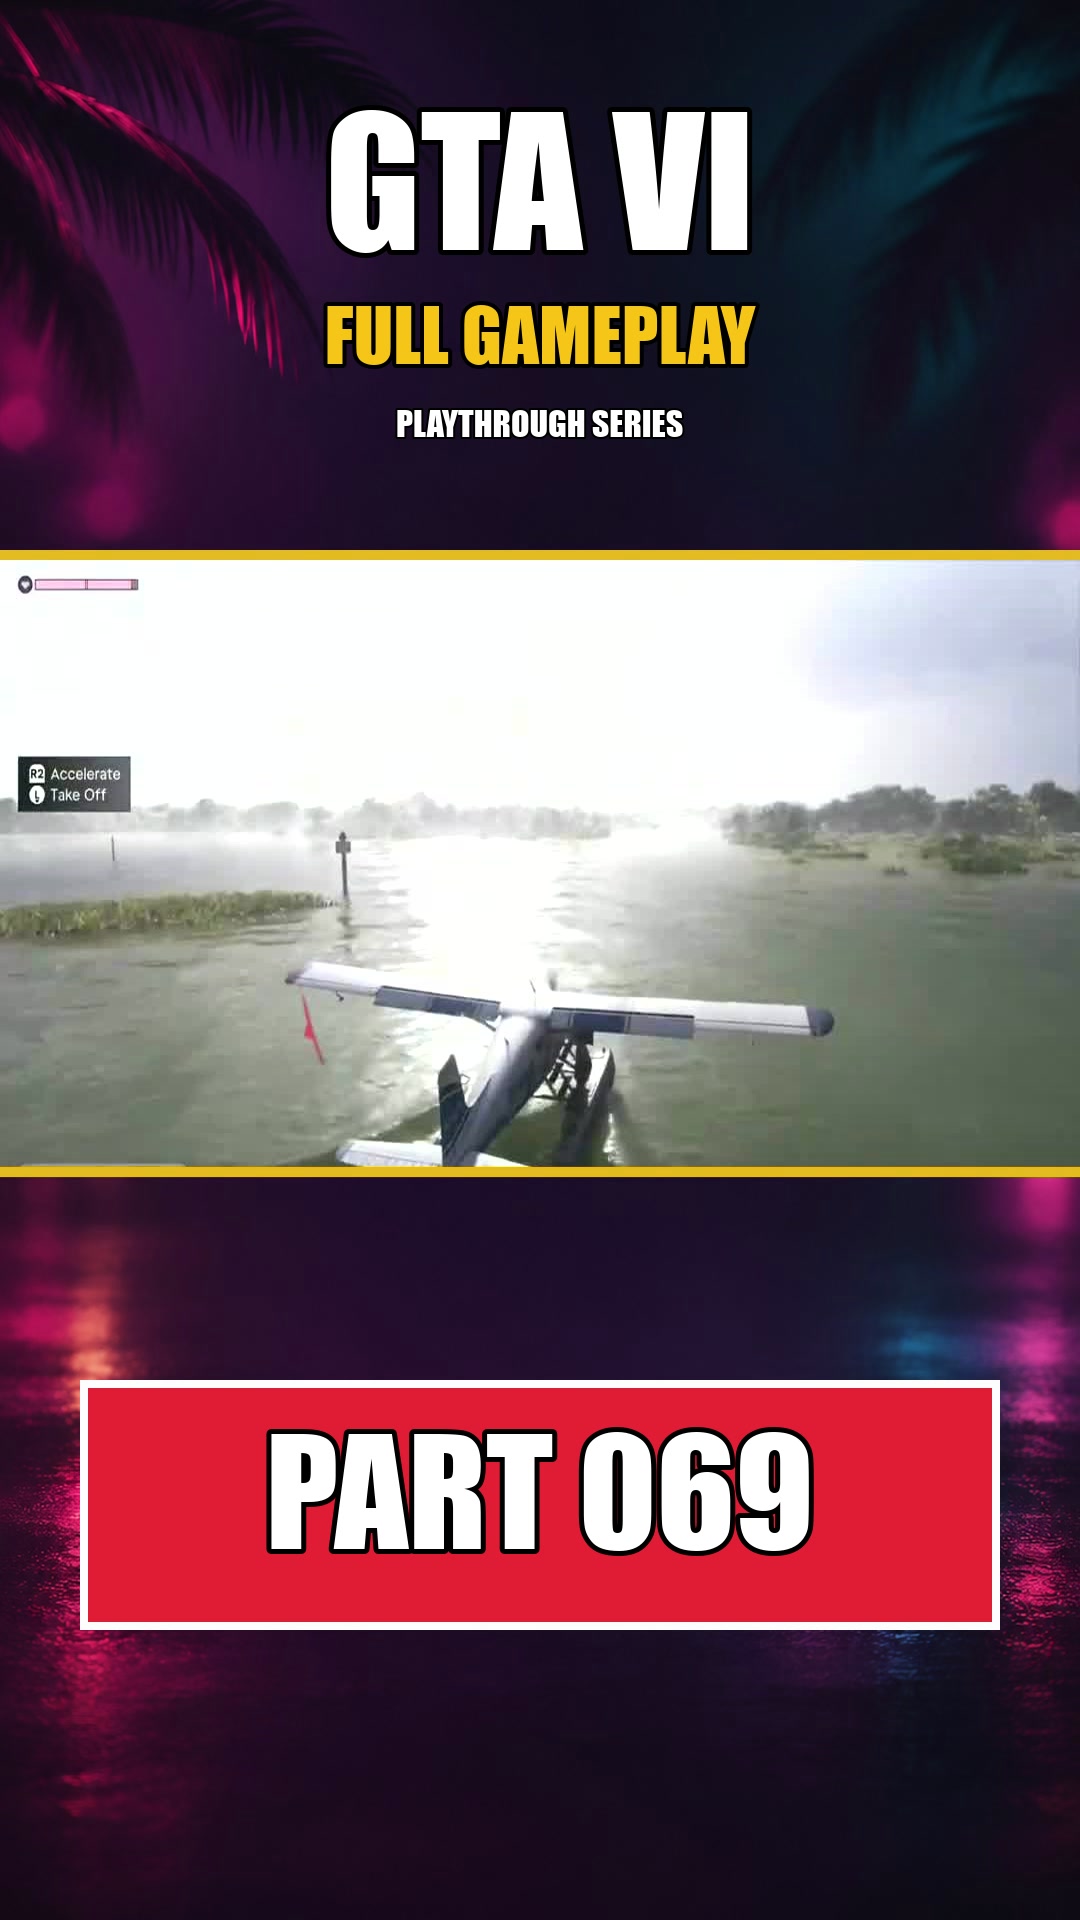 GTA VI
FULL GAMEPLAY
PLAYTHROUGH SERIES
R2 Accelerate
L Take Off
PART 069